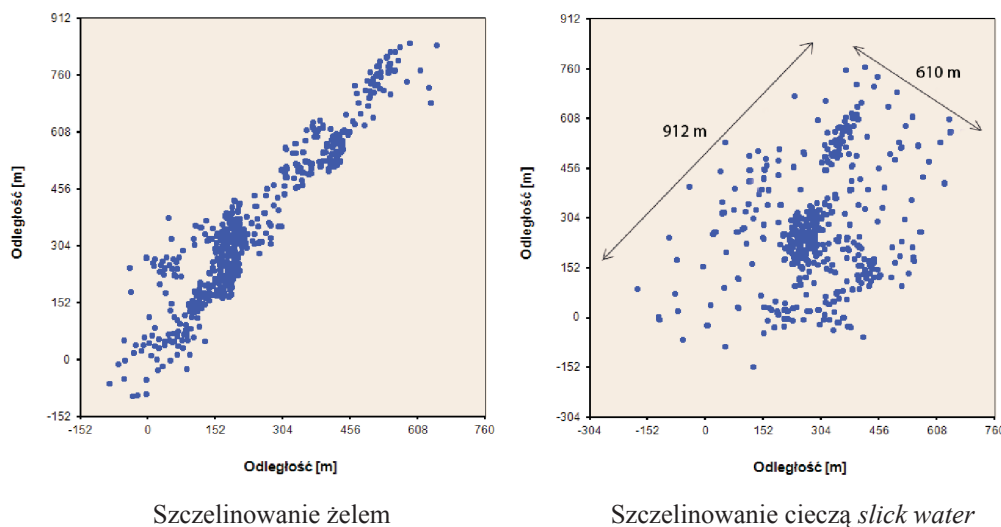 912
760
608
456
304
152
0
-152
-152 0 152 304 456 608 760
Odległość [m]
Odległość [m]
Szczelinowanie żelem
912
760
608
456
304
152
0
-152
-304
-304 -152 0 152 304 456 608 760
Odległość [m]
Odległość [m]
912 m
610 m
Szczelinowanie cieczą slick water